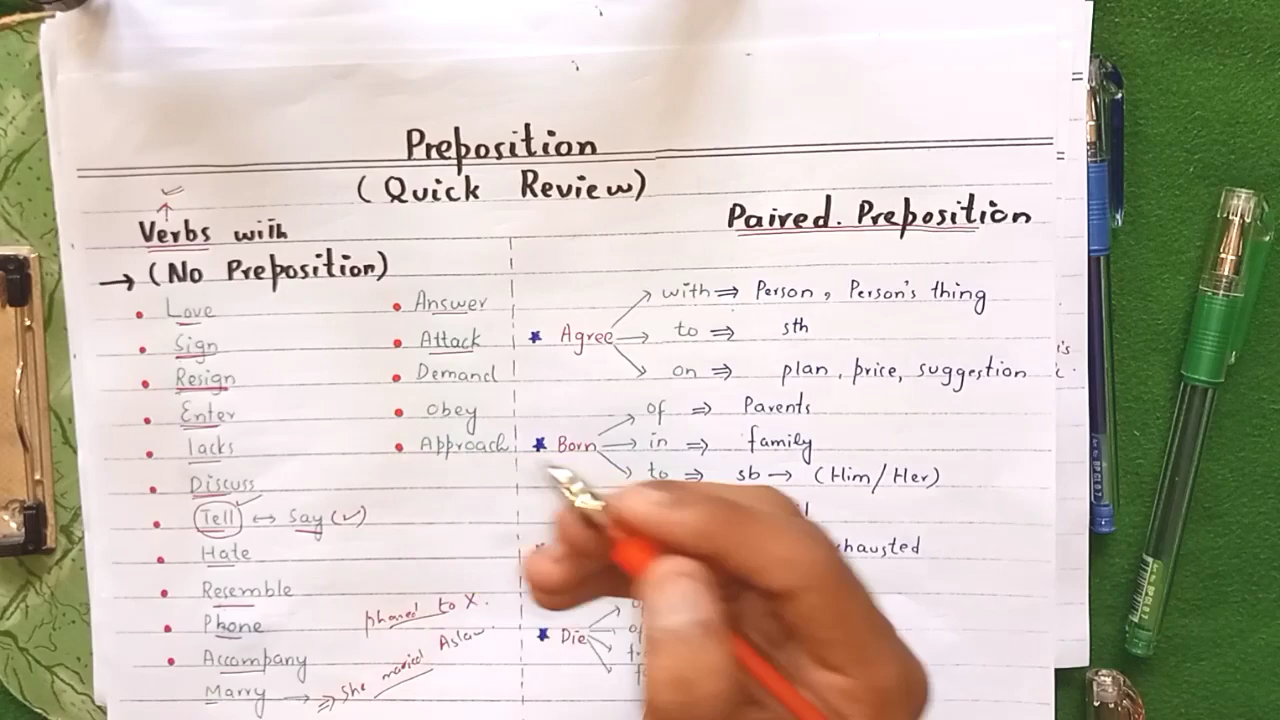 Preposition
(Quick Review)
Verbs with
→ (No Preposition)
• Love
• Sign
• Resign
• Enter
• lacks
• Discuss
• Tell ↔ Say (✓)
• Hate
• Resemble
• Phone
phoned to X.
• Accompany
Marry → ⇒ She married Aslam.
• Answer
• Attack
• Demand
• Obey
• Approach
Paired. Preposition
★ Agree
with ⇒ Person, Person's thing
to ⇒ sth
on ⇒ plan, price, suggestion
★ Born
of ⇒ Parents
in ⇒ family
to ⇒ sb → (Him/Her)
hausted
★ Die